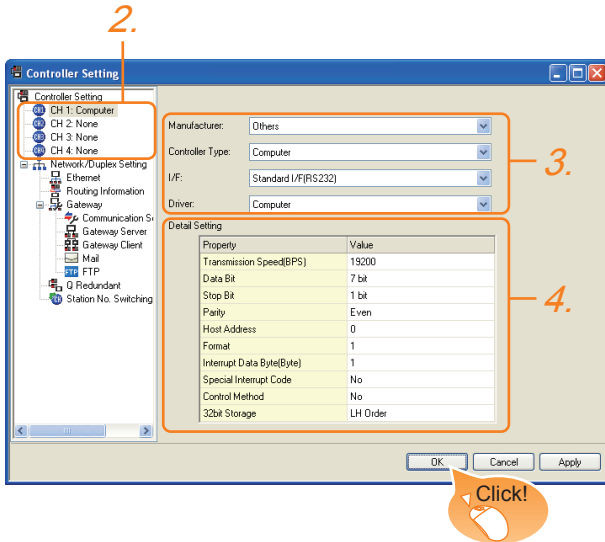 2.
Controller Setting
Controller Setting
CH 1: Computer
CH 2: None
CH 3: None
CH 4: None
Network/Duplex Setting
Ethernet
Routing Information
Gateway
Communication Se
Gateway Server
Gateway Client
Mail
FTP FTP
Q Redundant
Station No. Switching
Manufacturer: Others
Controller Type: Computer
I/F: Standard I/F(RS232)
Driver: Computer
3.
Detail Setting
Property Value
Transmission Speed(BPS) 19200
Data Bit 7 bit
Stop Bit 1 bit
Parity Even
Host Address 0
Format 1
Interrupt Data Byte(Byte) 1
Special Interrupt Code No
Control Method No
32bit Storage LH Order
4.
OK Cancel Apply
Click!